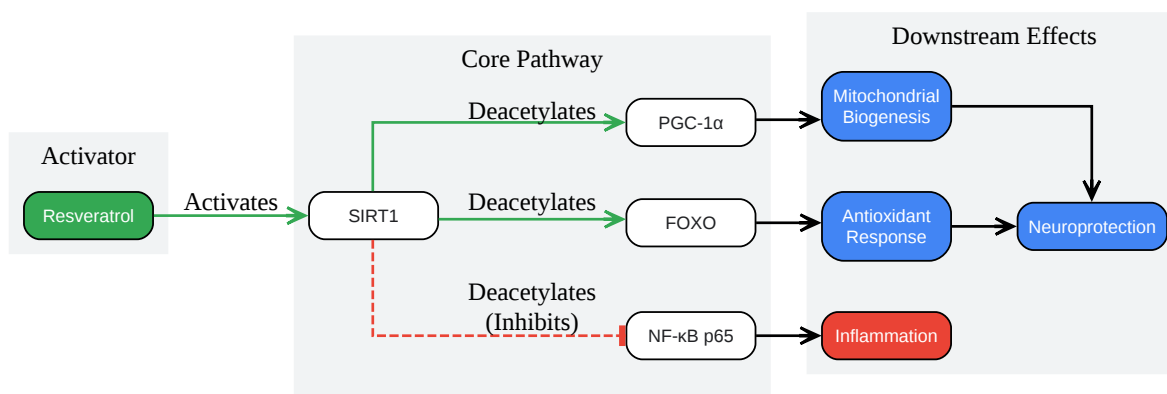 Downstream Effects
Core Pathway
Activator
Resveratrol
Activates
SIRT1
Deacetylates
PGC-1α
Mitochondrial
Biogenesis
Deacetylates
FOXO
Antioxidant
Response
Neuroprotection
Deacetylates
(Inhibits)
NF-κB p65
Inflammation